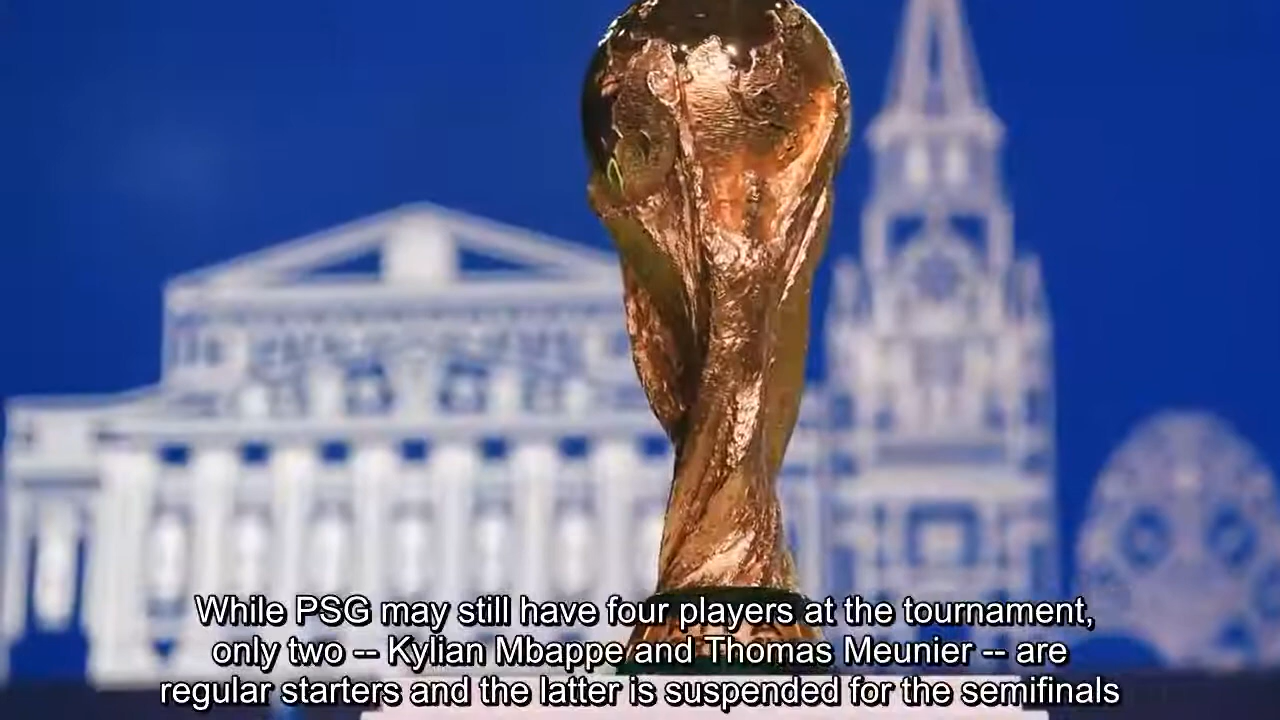 While PSG may still have four players at the tournament,
only two -- Kylian Mbappe and Thomas Meunier -- are
regular starters and the latter is suspended for the semifinals